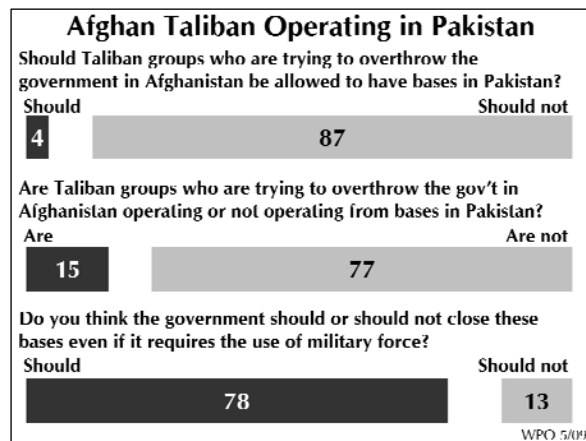 Afghan Taliban Operating in Pakistan
Should Taliban groups who are trying to overthrow the
government in Afghanistan be allowed to have bases in Pakistan?
Should Should not
4 87
Are Taliban groups who are trying to overthrow the gov't in
Afghanistan operating or not operating from bases in Pakistan?
Are Are not
15 77
Do you think the government should or should not close these
bases even if it requires the use of military force?
Should Should not
78 13
WPO 5/09